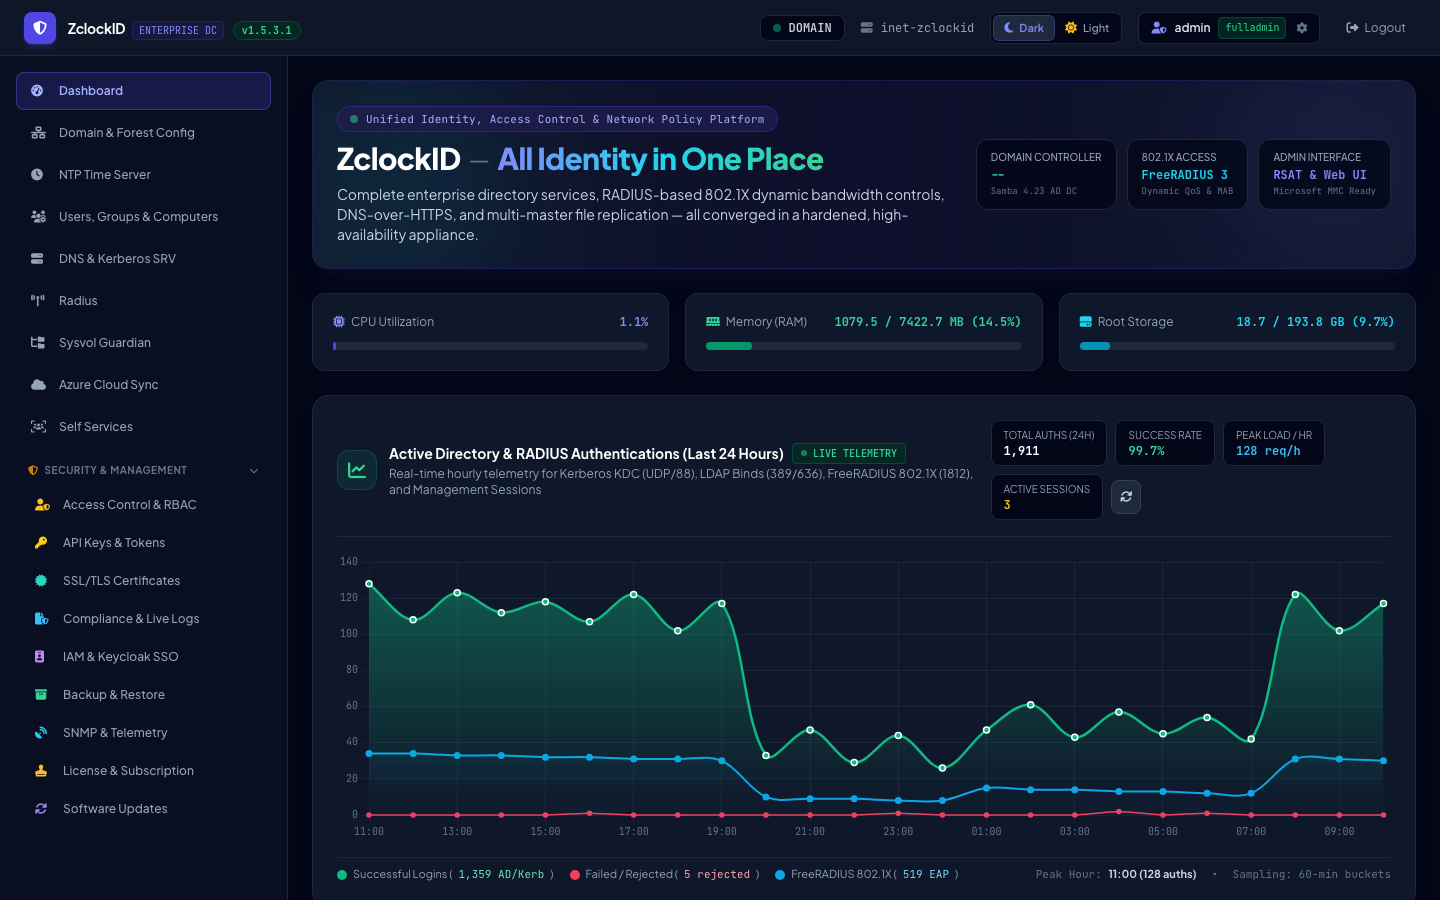 ZclockID ENTERPRISE DC v1.5.3.1
DOMAIN inet-zclockid Dark Light admin fulladmin Logout
Dashboard
Domain & Forest Config
NTP Time Server
Users, Groups & Computers
DNS & Kerberos SRV
Radius
Sysvol Guardian
Azure Cloud Sync
Self Services
SECURITY & MANAGEMENT
Access Control & RBAC
API Keys & Tokens
SSL/TLS Certificates
Compliance & Live Logs
IAM & Keycloak SSO
Backup & Restore
SNMP & Telemetry
License & Subscription
Software Updates
Unified Identity, Access Control & Network Policy Platform
ZclockID — All Identity in One Place
Complete enterprise directory services, RADIUS-based 802.1X dynamic bandwidth controls,
DNS-over-HTTPS, and multi-master file replication — all converged in a hardened, high-
availability appliance.
DOMAIN CONTROLLER
--
Samba 4.23 AD DC
802.1X ACCESS
FreeRADIUS 3
Dynamic QoS & MAB
ADMIN INTERFACE
RSAT & Web UI
Microsoft MMC Ready
CPU Utilization 1.1%
Memory (RAM) 1079.5 / 7422.7 MB (14.5%)
Root Storage 18.7 / 193.8 GB (9.7%)
Active Directory & RADIUS Authentications (Last 24 Hours) LIVE TELEMETRY
Real-time hourly telemetry for Kerberos KDC (UDP/88), LDAP Binds (389/636), FreeRADIUS 802.1X (1812),
and Management Sessions
TOTAL AUTHS (24H)
1,911
SUCCESS RATE
99.7%
PEAK LOAD / HR
128 req/h
ACTIVE SESSIONS
3
140
120
100
80
60
40
20
0
11:00 13:00 15:00 17:00 19:00 21:00 23:00 01:00 03:00 05:00 07:00 09:00
Successful Logins ( 1,359 AD/Kerb ) Failed / Rejected ( 5 rejected ) FreeRADIUS 802.1X ( 519 EAP )
Peak Hour: 11:00 (128 auths) • Sampling: 60-min buckets